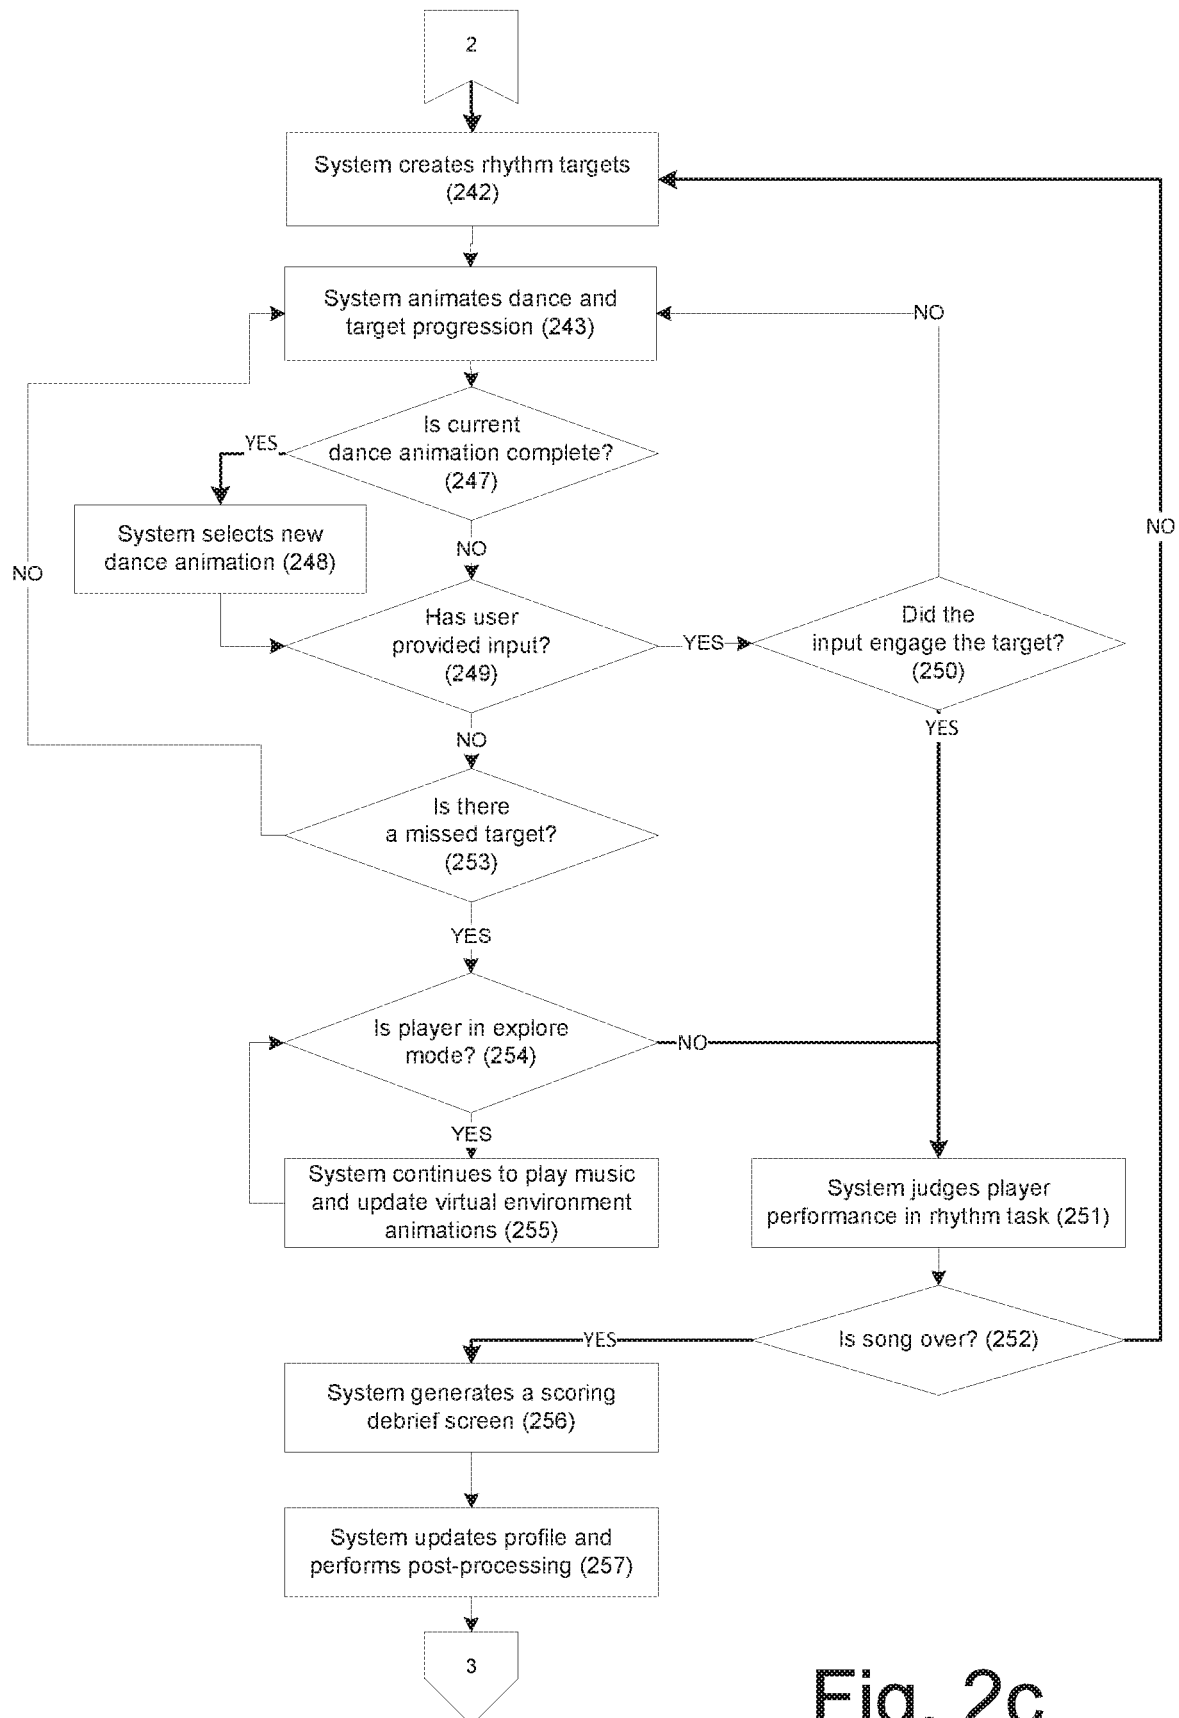 2
System creates rhythm targets
(242)
System animates dance and
target progression (243)
NO
Is current
dance animation complete?
(247)
YES
NO
System selects new
dance animation (248)
NO
NO
Has user
provided input?
(249)
YES
Did the
input engage the target?
(250)
NO
YES
Is there
a missed target?
(253)
YES
Is player in explore
mode? (254)
NO
YES
System continues to play music
and update virtual environment
animations (255)
System judges player
performance in rhythm task (251)
Is song over? (252)
YES
System generates a scoring
debrief screen (256)
System updates profile and
performs post-processing (257)
3
Fig. 2c